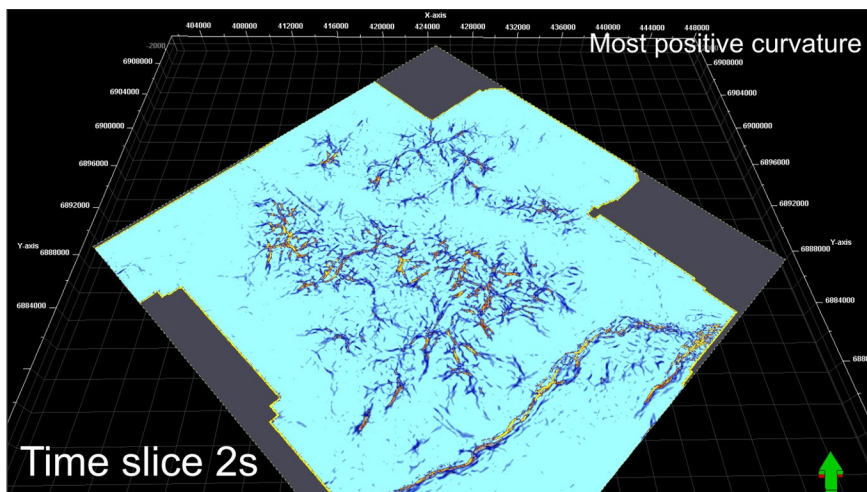 X-axis
404000 408000 412000 416000 420000 424000 428000 432000 436000 440000 444000 448000
-2000
Most positive curvature
6908000 6908000
6904000 6904000
6900000 6900000
6896000 6896000
6892000 6892000
Y-axis 6888000 6888000 Y-axis
6884000 6884000
Time slice 2s